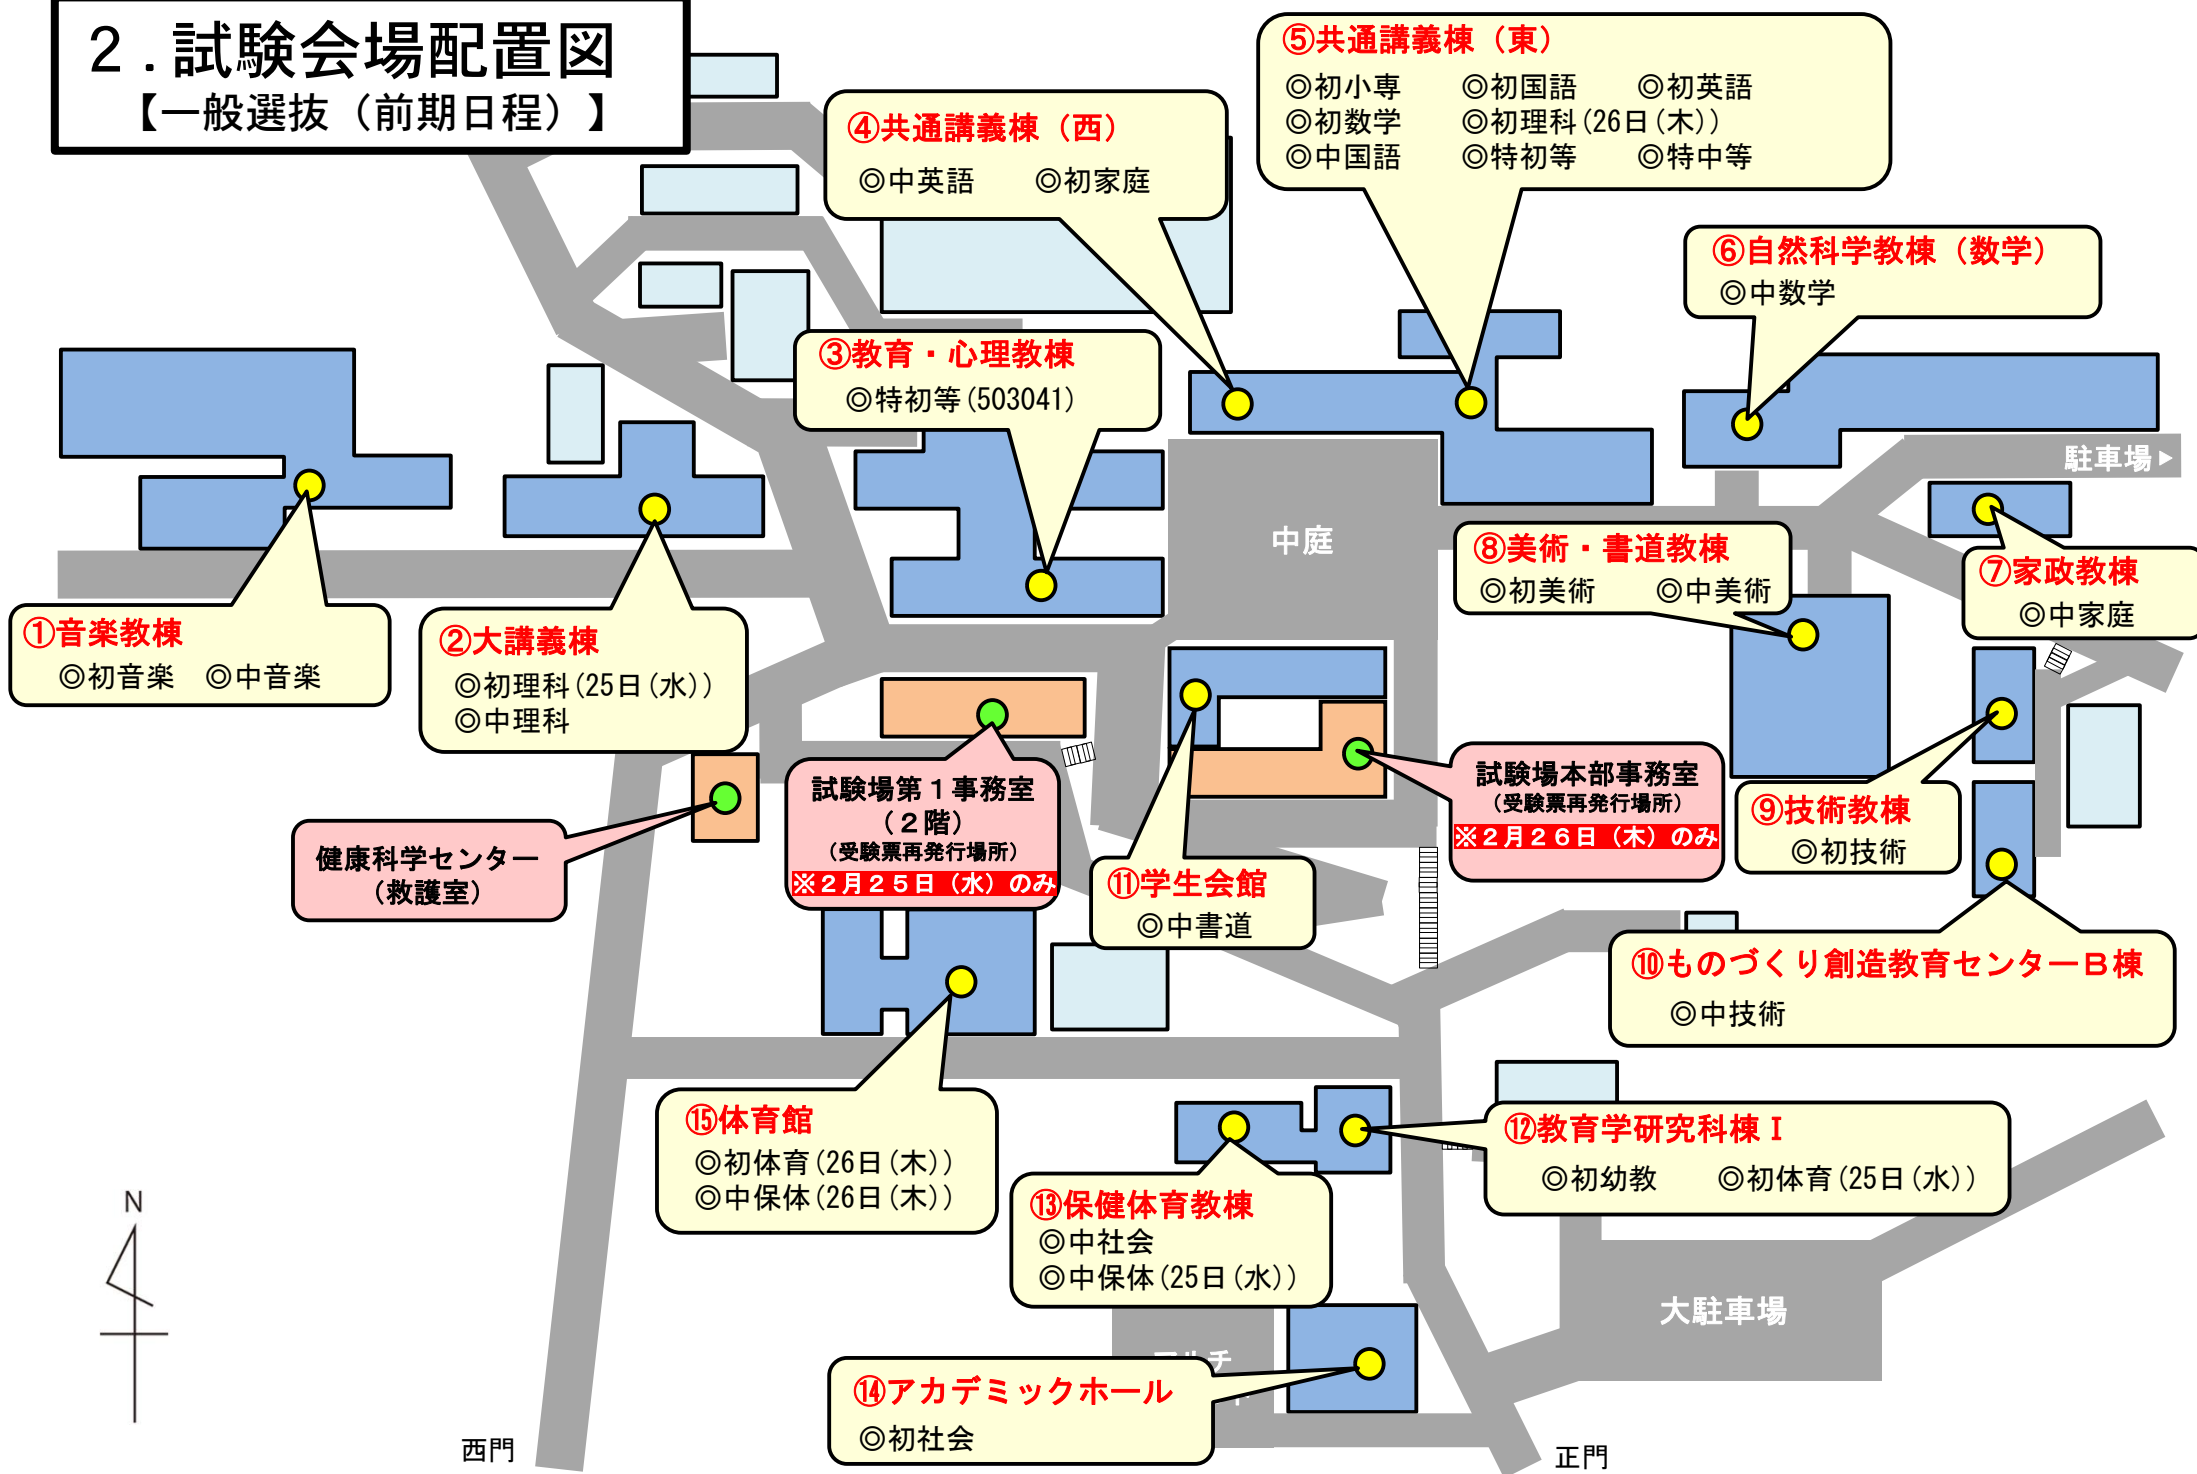 ２．試験会場配置図
【一般選抜（前期日程）】
⑤共通講義棟（東）
◎初小専　◎初国語　◎初英語
◎初数学　◎初理科(26日(木))
◎中国語　◎特初等　◎特中等
④共通講義棟（西）
◎中英語　◎初家庭
⑥自然科学教棟（数学）
◎中数学
③教育・心理教棟
◎特初等(503041)
駐車場▶
中庭
⑧美術・書道教棟
◎初美術　◎中美術
⑦家政教棟
◎中家庭
①音楽教棟
◎初音楽　◎中音楽
②大講義棟
◎初理科(25日(水))
◎中理科
試験場第１事務室
（２階）
（受験票再発行場所）
※２月２５日（水）のみ
試験場本部事務室
（受験票再発行場所）
※２月２６日（木）のみ
⑨技術教棟
◎初技術
健康科学センター
（救護室）
⑪学生会館
◎中書道
⑩ものづくり創造教育センターＢ棟
◎中技術
⑮体育館
◎初体育(26日(木))
◎中保体(26日(木))
⑫教育学研究科棟Ⅰ
◎初幼教　◎初体育(25日(水))
⑬保健体育教棟
◎中社会
◎中保体(25日(水))
N
大駐車場
⑭アカデミックホール
◎初社会
西門
正門